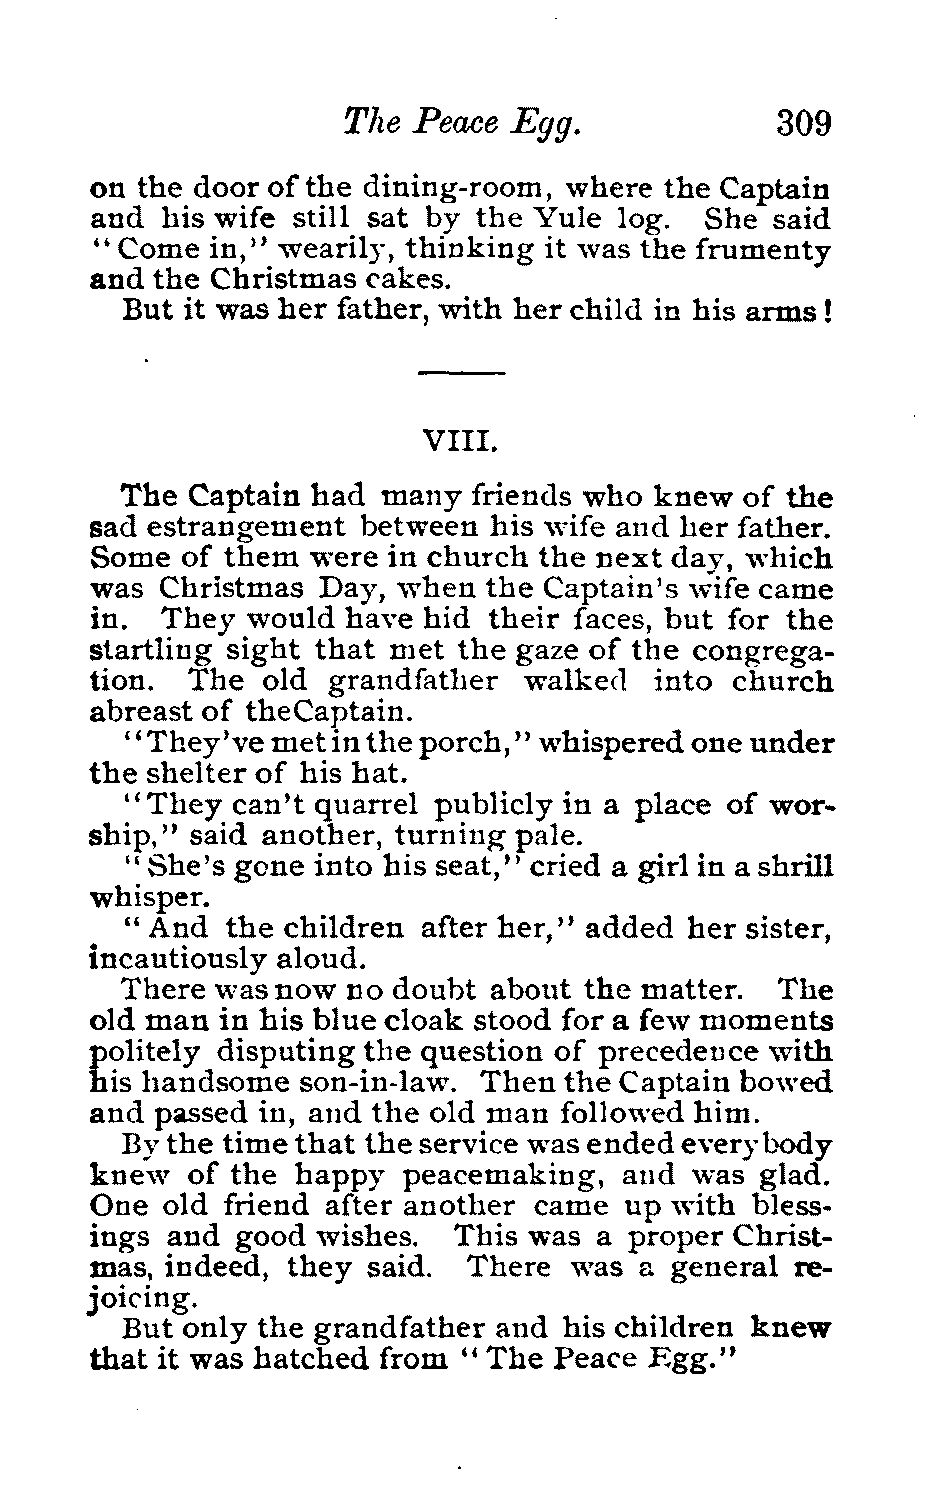 The Peace Egg. 309
on the door of the dining-room, where the Captain
and his wife still sat by the Yule log. She said
"Come in," wearily, thinking it was the frumenty
and the Christmas cakes.
But it was her father, with her child in his arms!
VIII.
The Captain had many friends who knew of the
sad estrangement between his wife and her father.
Some of them were in church the next day, which
was Christmas Day, when the Captain's wife came
in. They would have hid their faces, but for the
startling sight that met the gaze of the congrega-
tion. The old grandfather walked into church
abreast of theCaptain.
"They've met in the porch," whispered one under
the shelter of his hat.
"They can't quarrel publicly in a place of wor-
ship," said another, turning pale.
"She's gone into his seat," cried a girl in a shrill
whisper.
"And the children after her," added her sister,
incautiously aloud.
There was now no doubt about the matter. The
old man in his blue cloak stood for a few moments
politely disputing the question of precedence with
his handsome son-in-law. Then the Captain bowed
and passed in, and the old man followed him.
By the time that the service was ended everybody
knew of the happy peacemaking, and was glad.
One old friend after another came up with bless-
ings and good wishes. This was a proper Christ-
mas, indeed, they said. There was a general re-
joicing.
But only the grandfather and his children knew
that it was hatched from "The Peace Egg."